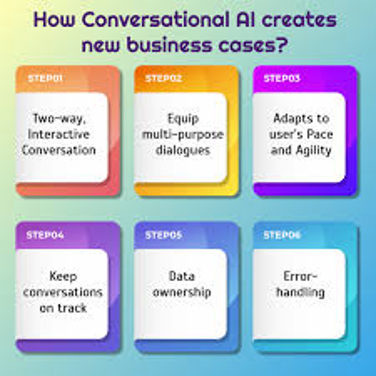 How Conversational AI creates
new business cases?
STEP01
Two-way,
Interactive
Conversation
STEP02
Equip
multi-purpose
dialogues
STEP03
Adapts to
user's Pace
and Agility
STEP04
Keep
conversations
on track
STEP05
Data
ownership
STEP06
Error-
handling